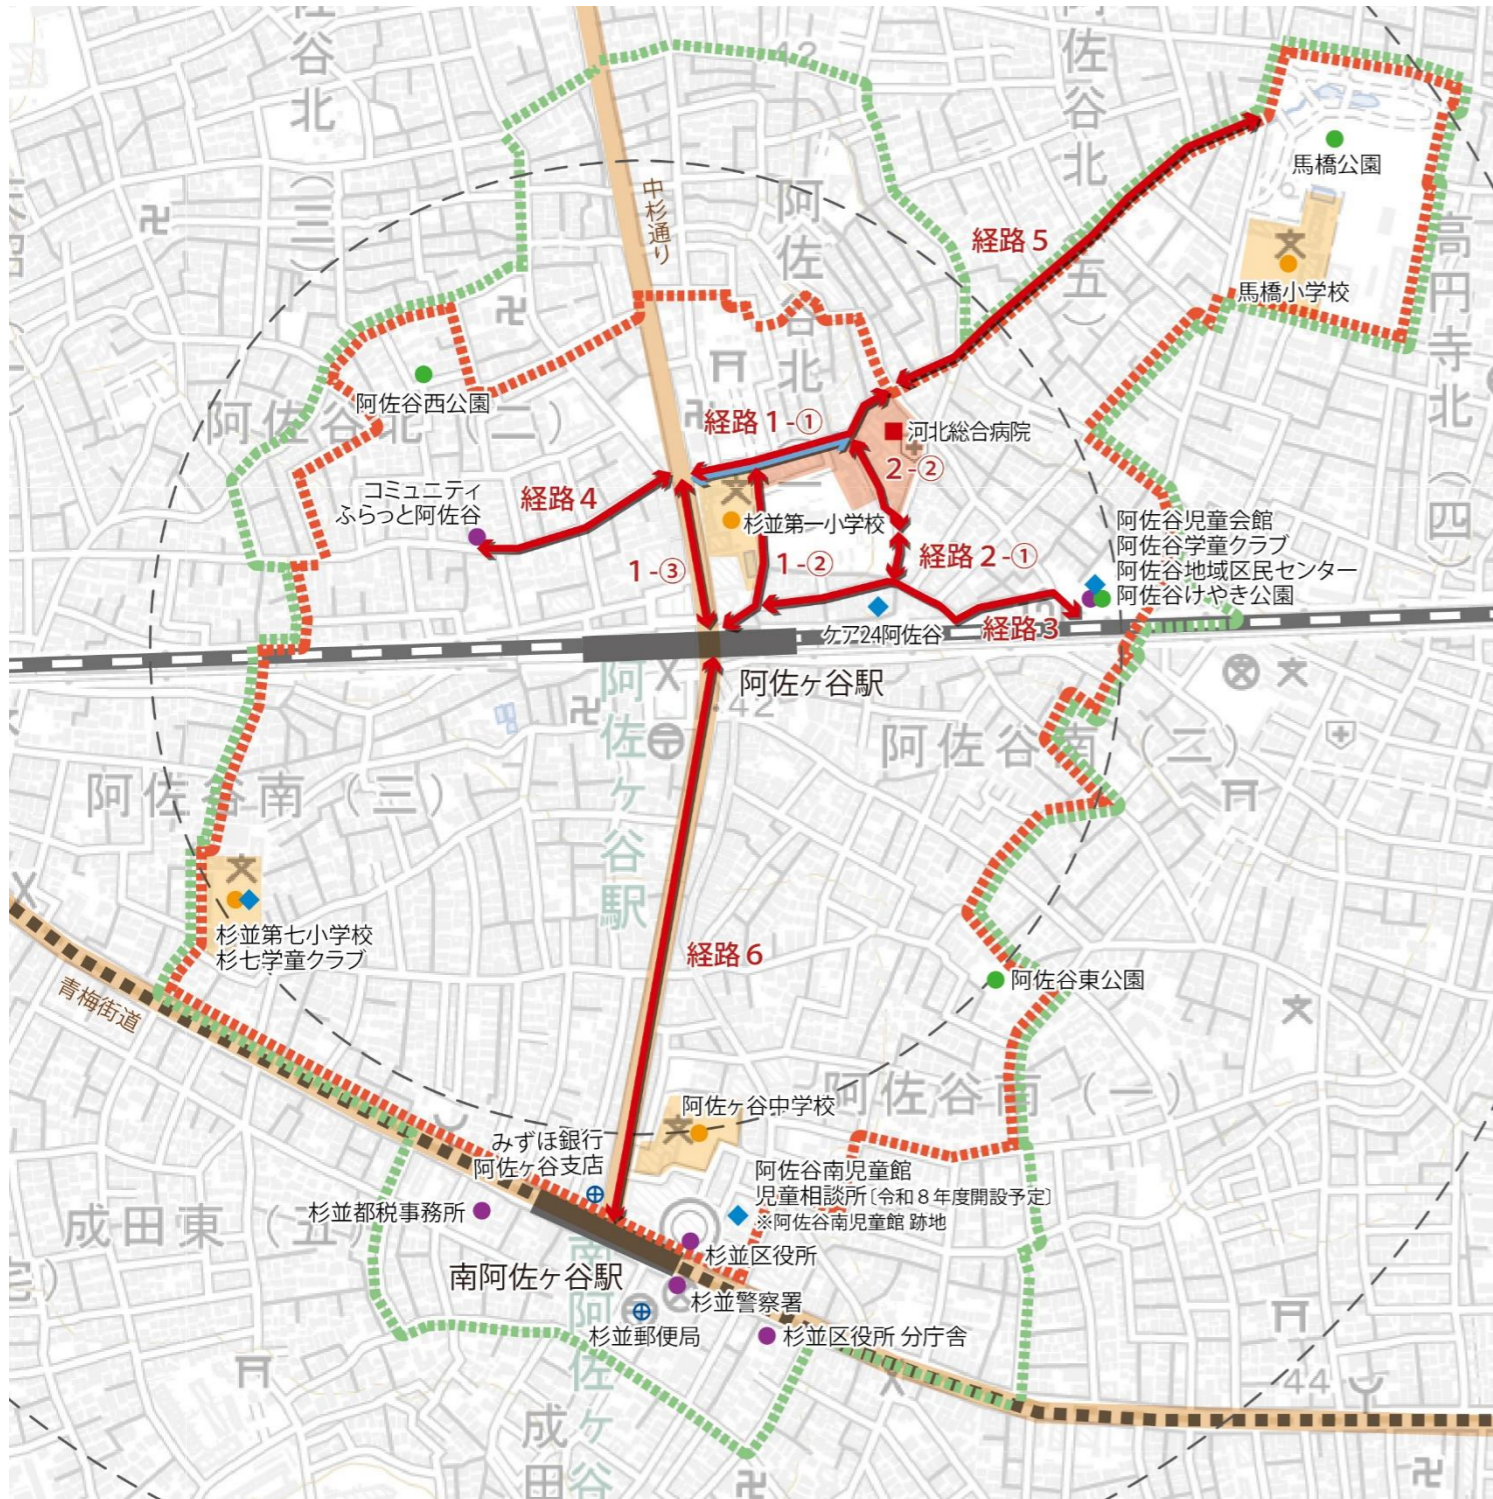 阿佐谷北
(三)
42
阿佐谷北
(五)
中杉通り
阿佐谷北
経路5
馬橋公園
馬橋小学校
高円寺北
(四)
阿佐谷西公園
阿佐谷北(二)
経路1-①
河北総合病院
2-②
コミュニティ
ふらっと阿佐谷
経路4
杉並第一小学校
1-③
1-②
経路2-①
阿佐谷児童会館
阿佐谷学童クラブ
阿佐谷地域区民センター
阿佐谷けやき公園
ケア24阿佐谷
経路3
阿佐ヶ谷駅
阿佐ヶ谷駅
42
阿佐谷南(二)
阿佐谷南(三)
杉並第七小学校
杉七学童クラブ
青梅街道
経路6
阿佐谷東公園
阿佐谷南(一)
阿佐ヶ谷中学校
みずほ銀行
阿佐ヶ谷支店
阿佐谷南児童館
児童相談所〔令和8年度開設予定〕
※阿佐谷南児童館 跡地
杉並都税事務所
成田東(五)
杉並区役所
南阿佐ヶ谷駅
南阿佐ヶ谷
杉並警察署
杉並郵便局
杉並区役所 分庁舎
44
成田